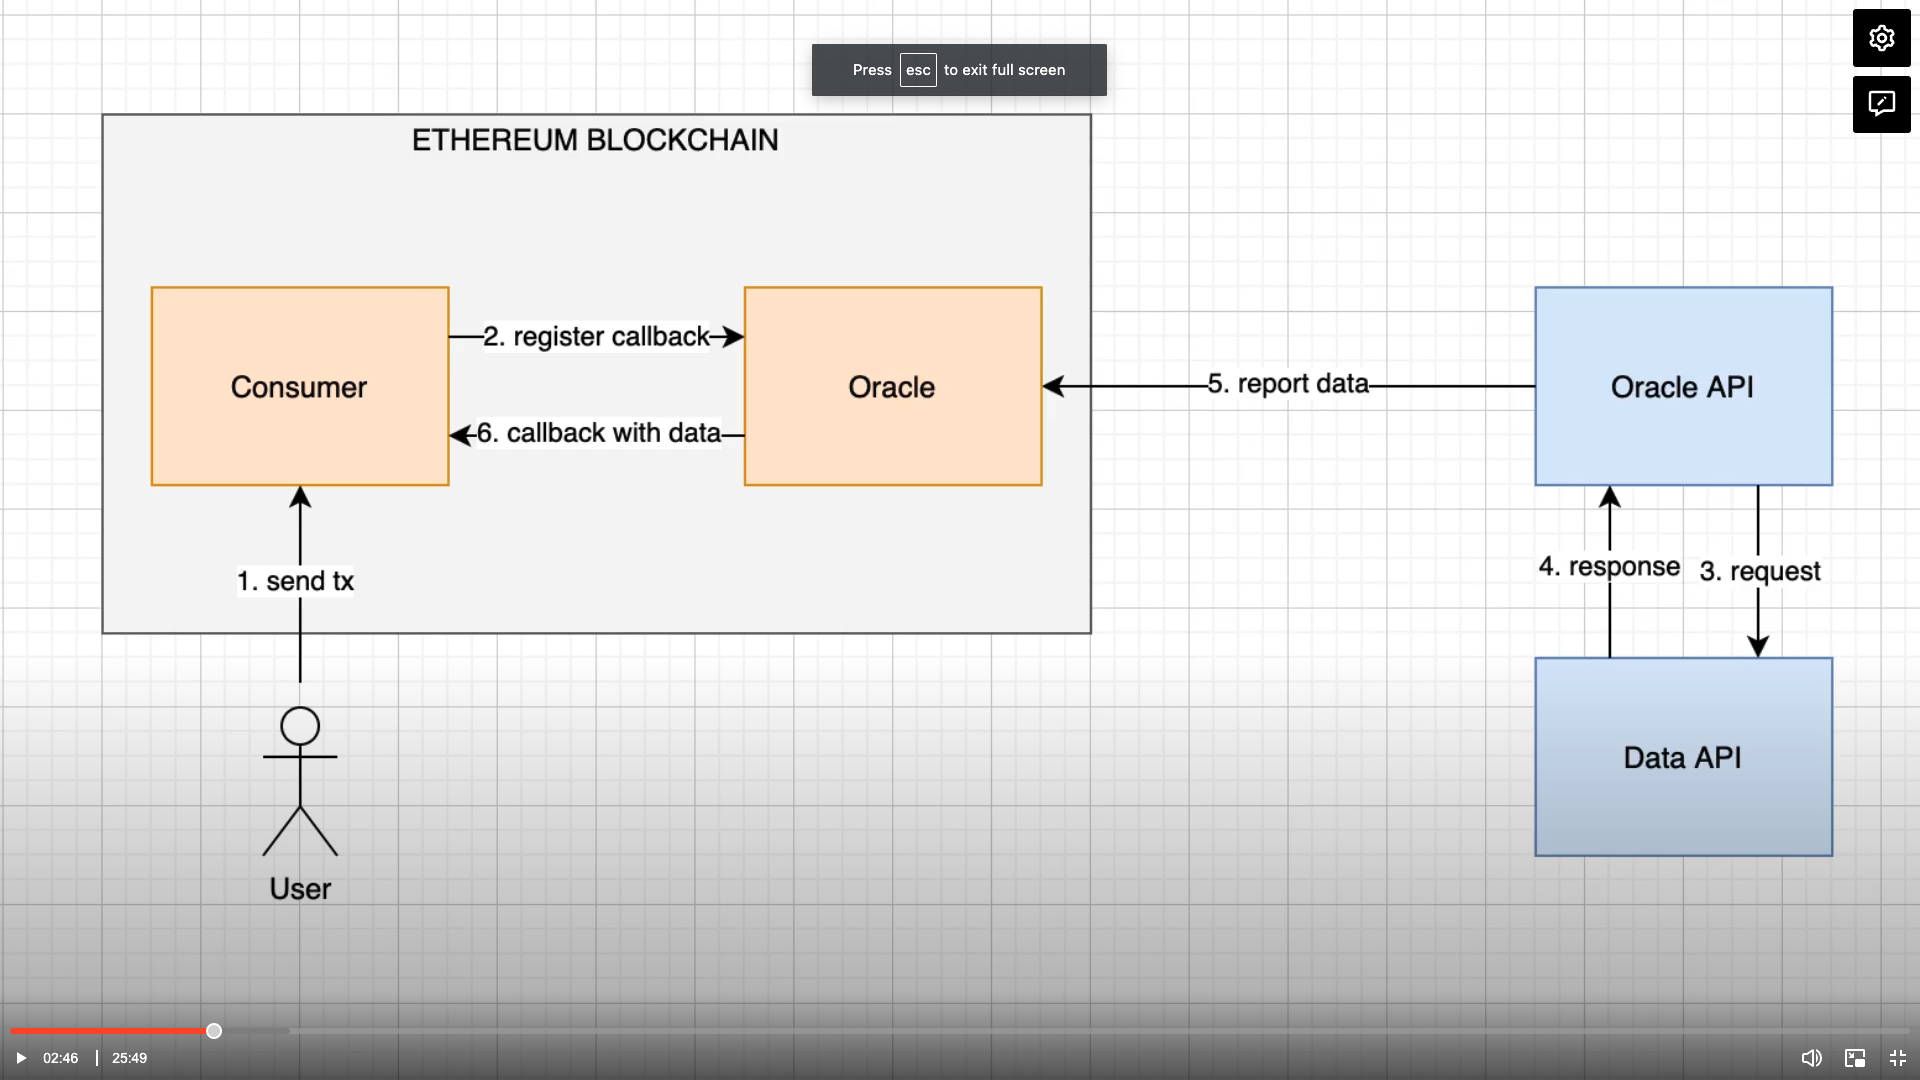 Press esc to exit full screen
ETHEREUM BLOCKCHAIN
2. register callback
Consumer
Oracle
5. report data
Oracle API
6. callback with data
1. send tx
4. response
3. request
Data API
User
02:46 | 25:49